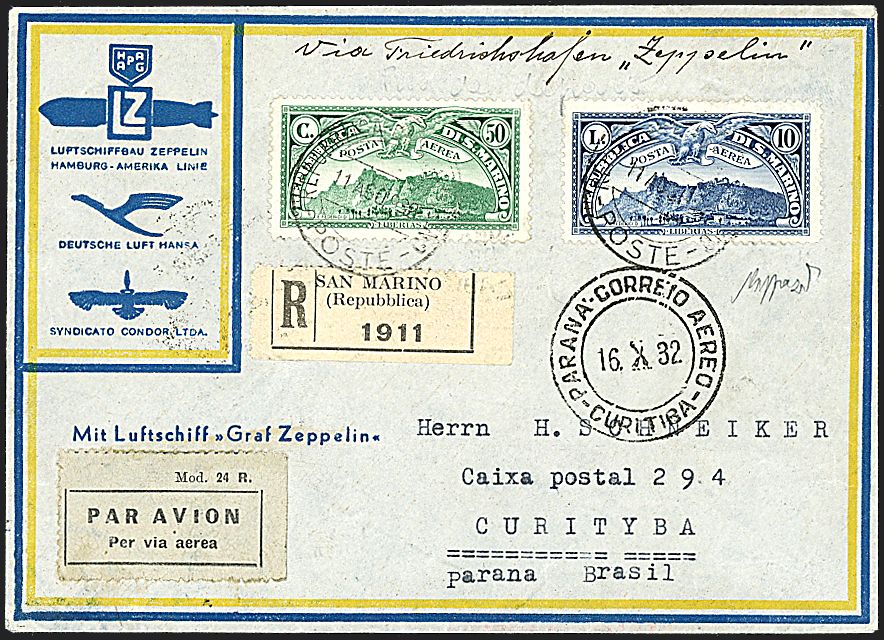 via Friedrichshafen „Zeppelin"
HAPAG
LZ
LUFTSCHIFFBAU ZEPPELIN
HAMBURG-AMERIKA LINIE
DEUTSCHE LUFT HANSA
SYNDICATO CONDOR, LTDA.
C. 50
REPUBBLICA DI S. MARINO
POSTA AEREA
LIBERTAS
L. 10
REPUBBLICA DI S. MARINO
POSTA AEREA
LIBERTAS
POSTE
POSTE
R
SAN MARINO
(Repubblica)
1911
PARANA·CORREIO AEREO
16. X. 32
-CURITIBA-
Mit Luftschiff »Graf Zeppelin«
Herrn H.
Caixa postal 2 9 4
CURITYBA
=========== =====
parana Brasil
Mod. 24 R.
PAR AVION
Per via aerea